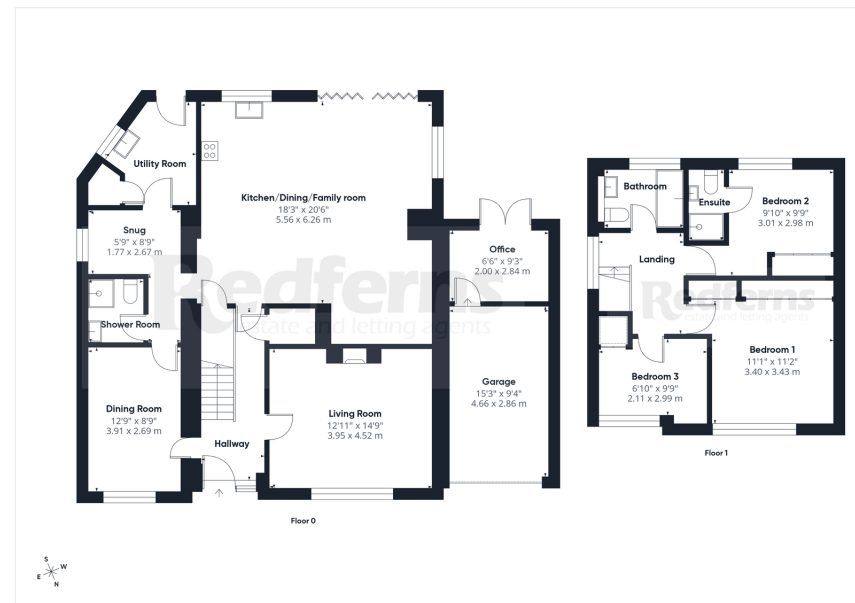 Utility Room
Kitchen/Dining/Family room
18'3" x 20'6"
5.56 x 6.26 m
Snug
5'9" x 8'9"
1.77 x 2.67 m
Office
6'6" x 9'3"
2.00 x 2.84 m
Shower Room
Dining Room
12'9" x 8'9"
3.91 x 2.69 m
Hallway
Living Room
12'11" x 14'9"
3.95 x 4.52 m
Garage
15'3" x 9'4"
4.66 x 2.86 m
Floor 0
Redferns
estate and letting agents
Bathroom
Ensuite
Bedroom 2
9'10" x 9'9"
3.01 x 2.98 m
Landing
Redferns
estate and letting agents
Bedroom 1
11'1" x 11'2"
3.40 x 3.43 m
Bedroom 3
6'10" x 9'9"
2.11 x 2.99 m
Floor 1
S
W
E
N